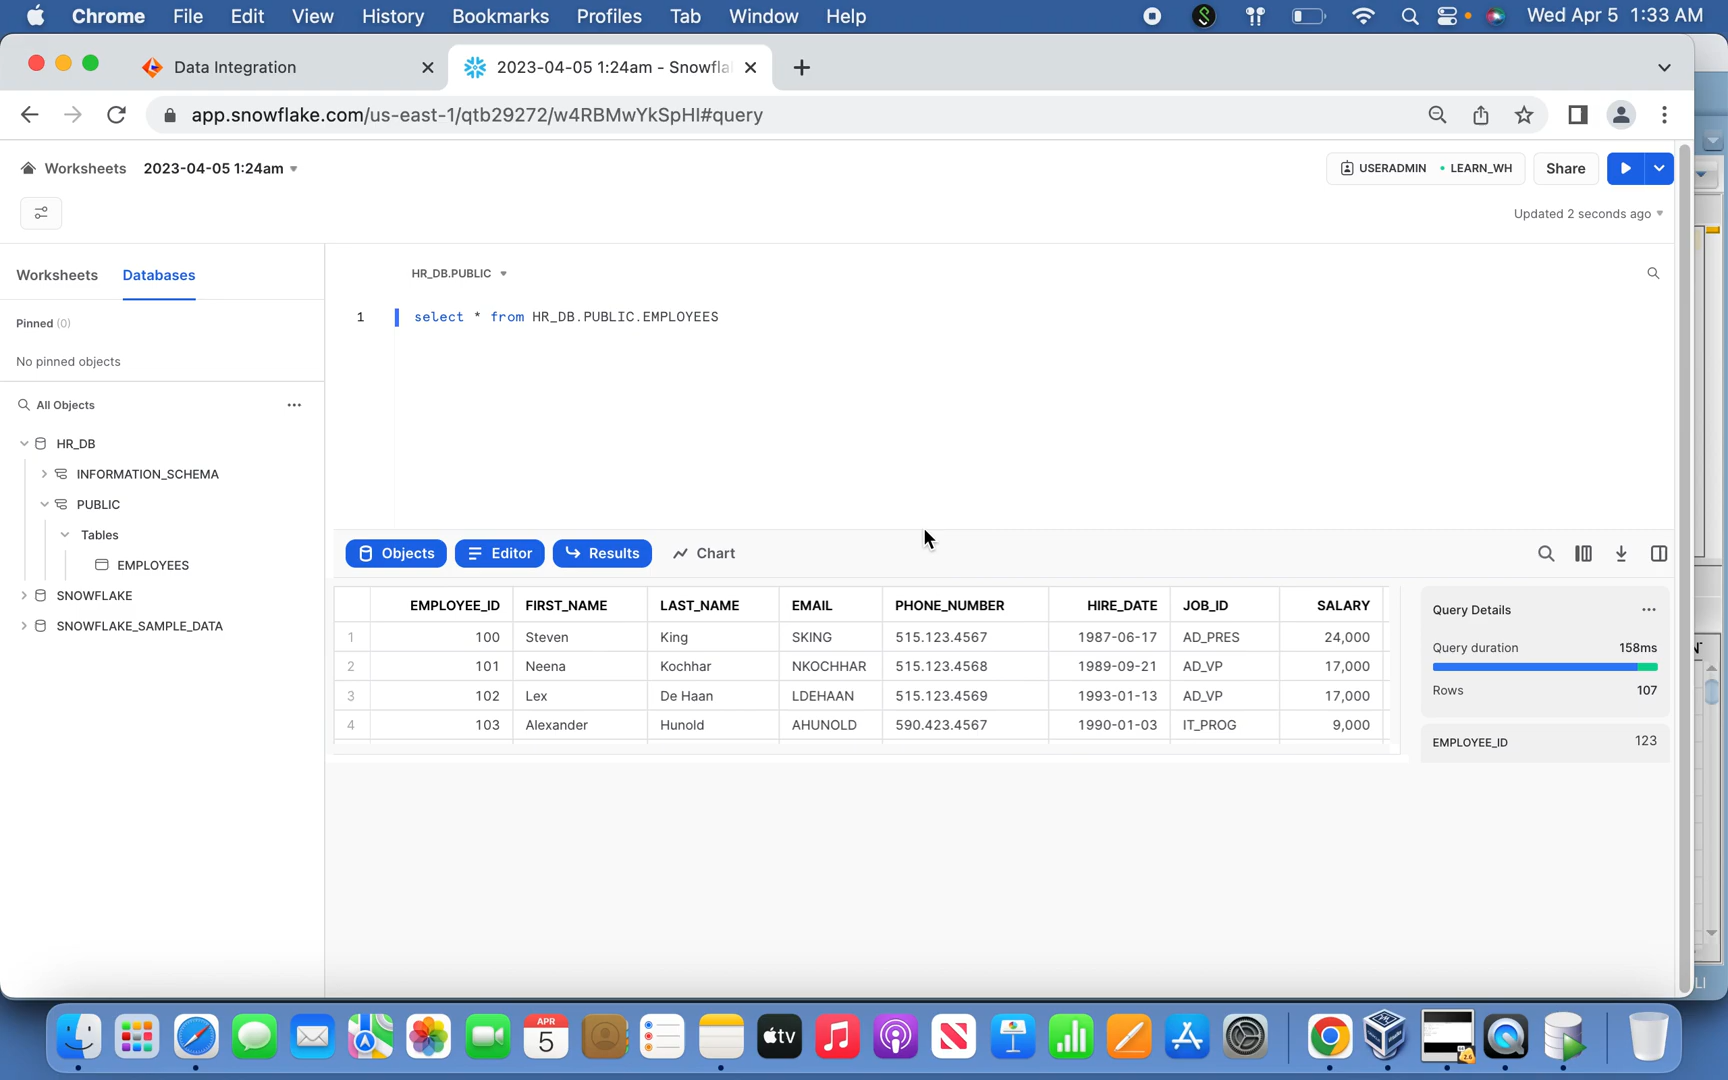 Chrome File Edit View History Bookmarks Profiles Tab Window Help Wed Apr 5 1:33 AM
Data Integration 2023-04-05 1:24am - Snowfla
app.snowflake.com/us-east-1/qtb29272/w4RBMwYkSpHI#query
Worksheets 2023-04-05 1:24am USERADMIN LEARN_WH Share
Updated 2 seconds ago
Worksheets Databases
HR_DB.PUBLIC
Pinned (0)
1 select * from HR_DB.PUBLIC.EMPLOYEES
No pinned objects
All Objects
HR_DB
INFORMATION_SCHEMA
PUBLIC
Tables
EMPLOYEES
SNOWFLAKE
SNOWFLAKE_SAMPLE_DATA
Objects Editor Results Chart
EMPLOYEE_ID FIRST_NAME LAST_NAME EMAIL PHONE_NUMBER HIRE_DATE JOB_ID SALARY
1 100 Steven King SKING 515.123.4567 1987-06-17 AD_PRES 24,000
2 101 Neena Kochhar NKOCHHAR 515.123.4568 1989-09-21 AD_VP 17,000
3 102 Lex De Haan LDEHAAN 515.123.4569 1993-01-13 AD_VP 17,000
4 103 Alexander Hunold AHUNOLD 590.423.4567 1990-01-03 IT_PROG 9,000
Query Details
Query duration 158ms
Rows 107
EMPLOYEE_ID 123
APR
5
tv